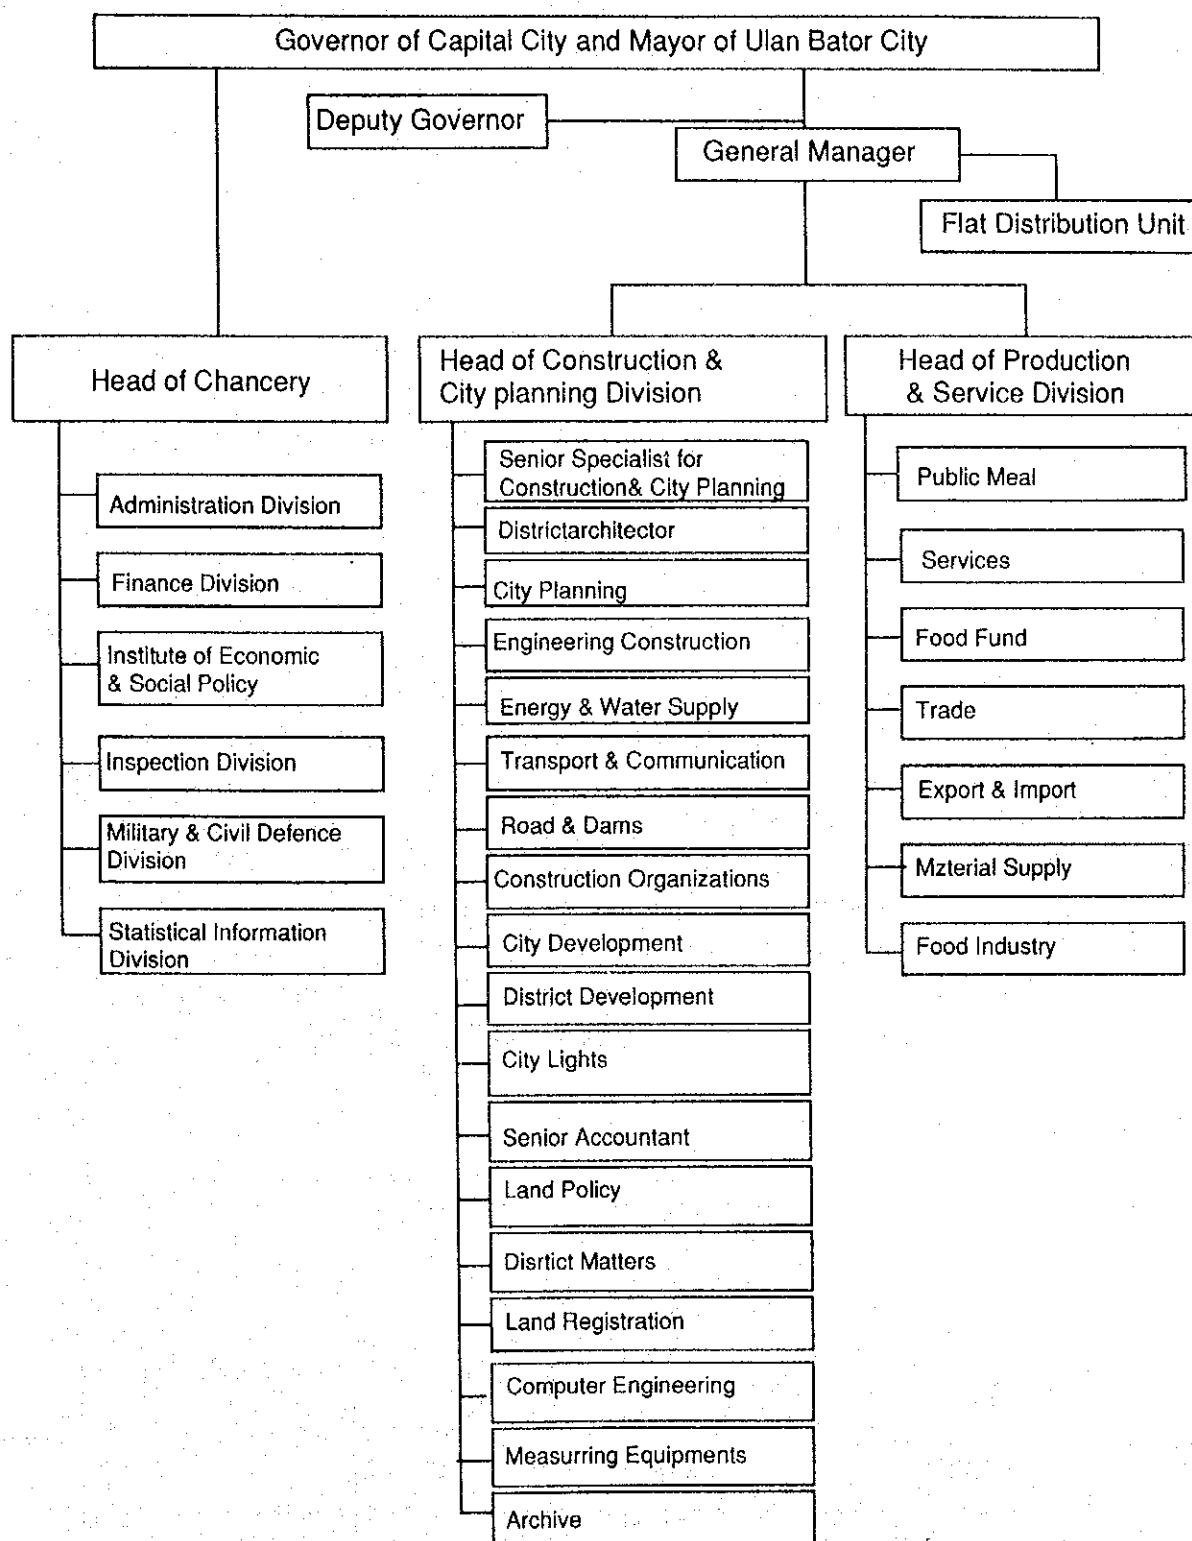 Governor of Capital City and Mayor of Ulan Bator City
Deputy Governor
General Manager
Flat Distribution Unit
Head of Chancery
Administration Division
Finance Division
Institute of Economic
& Social Policy
Inspection Division
Military & Civil Defence
Division
Statistical Information
Division
Head of Construction &
City planning Division
Senior Specialist for
Construction& City Planning
Districtarchitector
City Planning
Engineering Construction
Energy & Water Supply
Transport & Communication
Road & Dams
Construction Organizations
City Development
District Development
City Lights
Senior Accountant
Land Policy
Disrtict Matters
Land Registration
Computer Engineering
Measurring Equipments
Archive
Head of Production
& Service Division
Public Meal
Services
Food Fund
Trade
Export & Import
Mzterial Supply
Food Industry